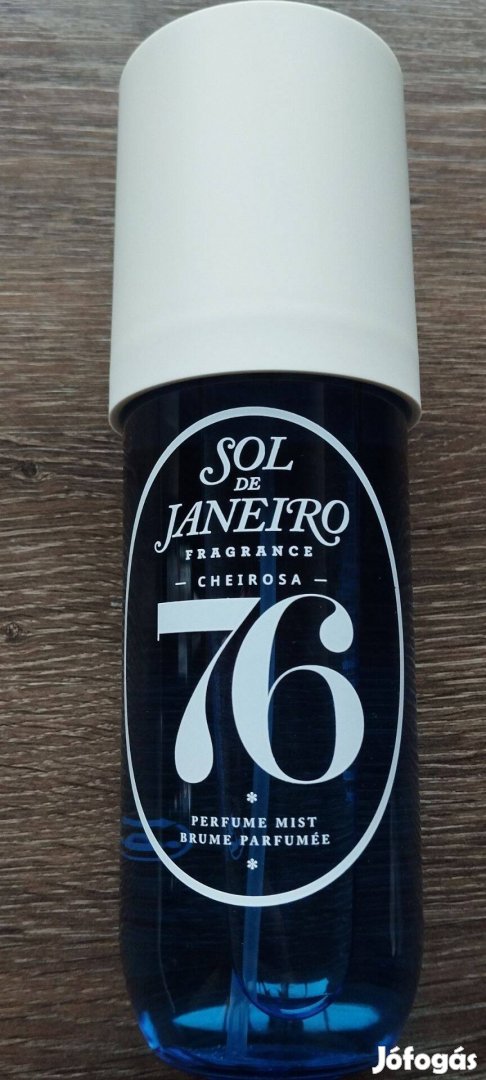 SOL
DE
JANEIRO
FRAGRANCE
– CHEIROSA –
76
PERFUME MIST
BRUME PARFUMÉE
Jófogás